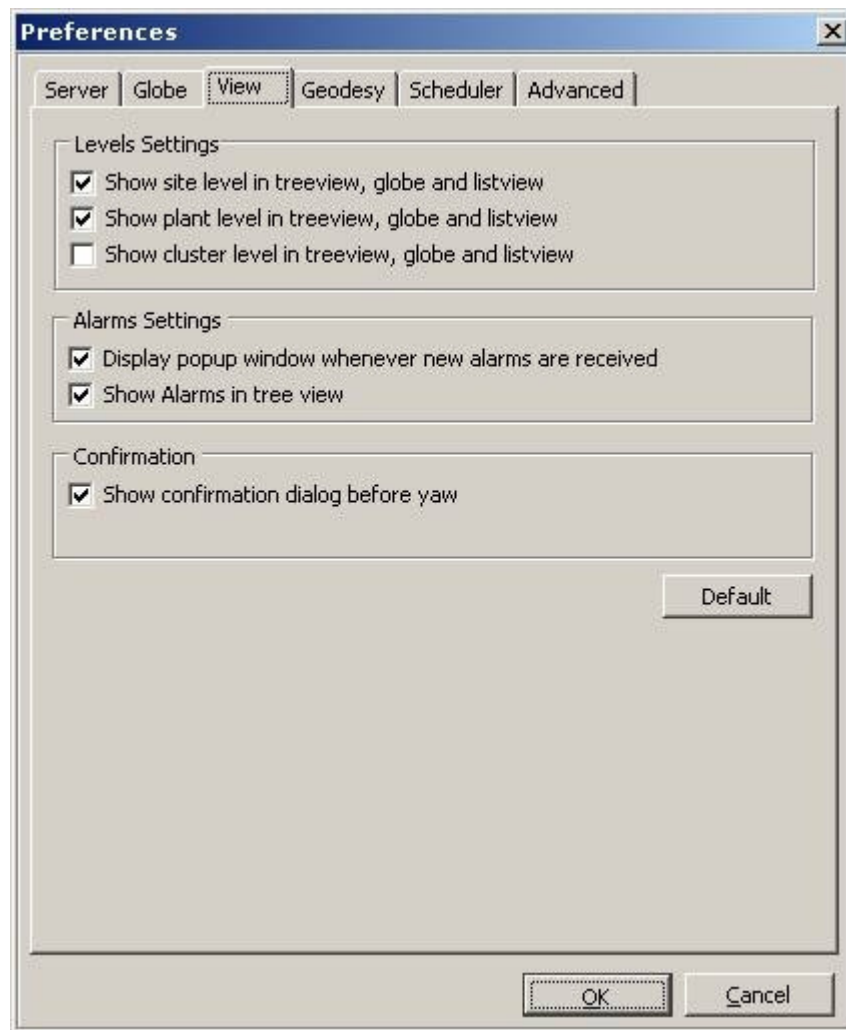 Preferences
Server Globe View Geodesy Scheduler Advanced
Levels Settings
Show site level in treeview, globe and listview
Show plant level in treeview, globe and listview
Show cluster level in treeview, globe and listview
Alarms Settings
Display popup window whenever new alarms are received
Show Alarms in tree view
Confirmation
Show confirmation dialog before yaw
Default
OK Cancel